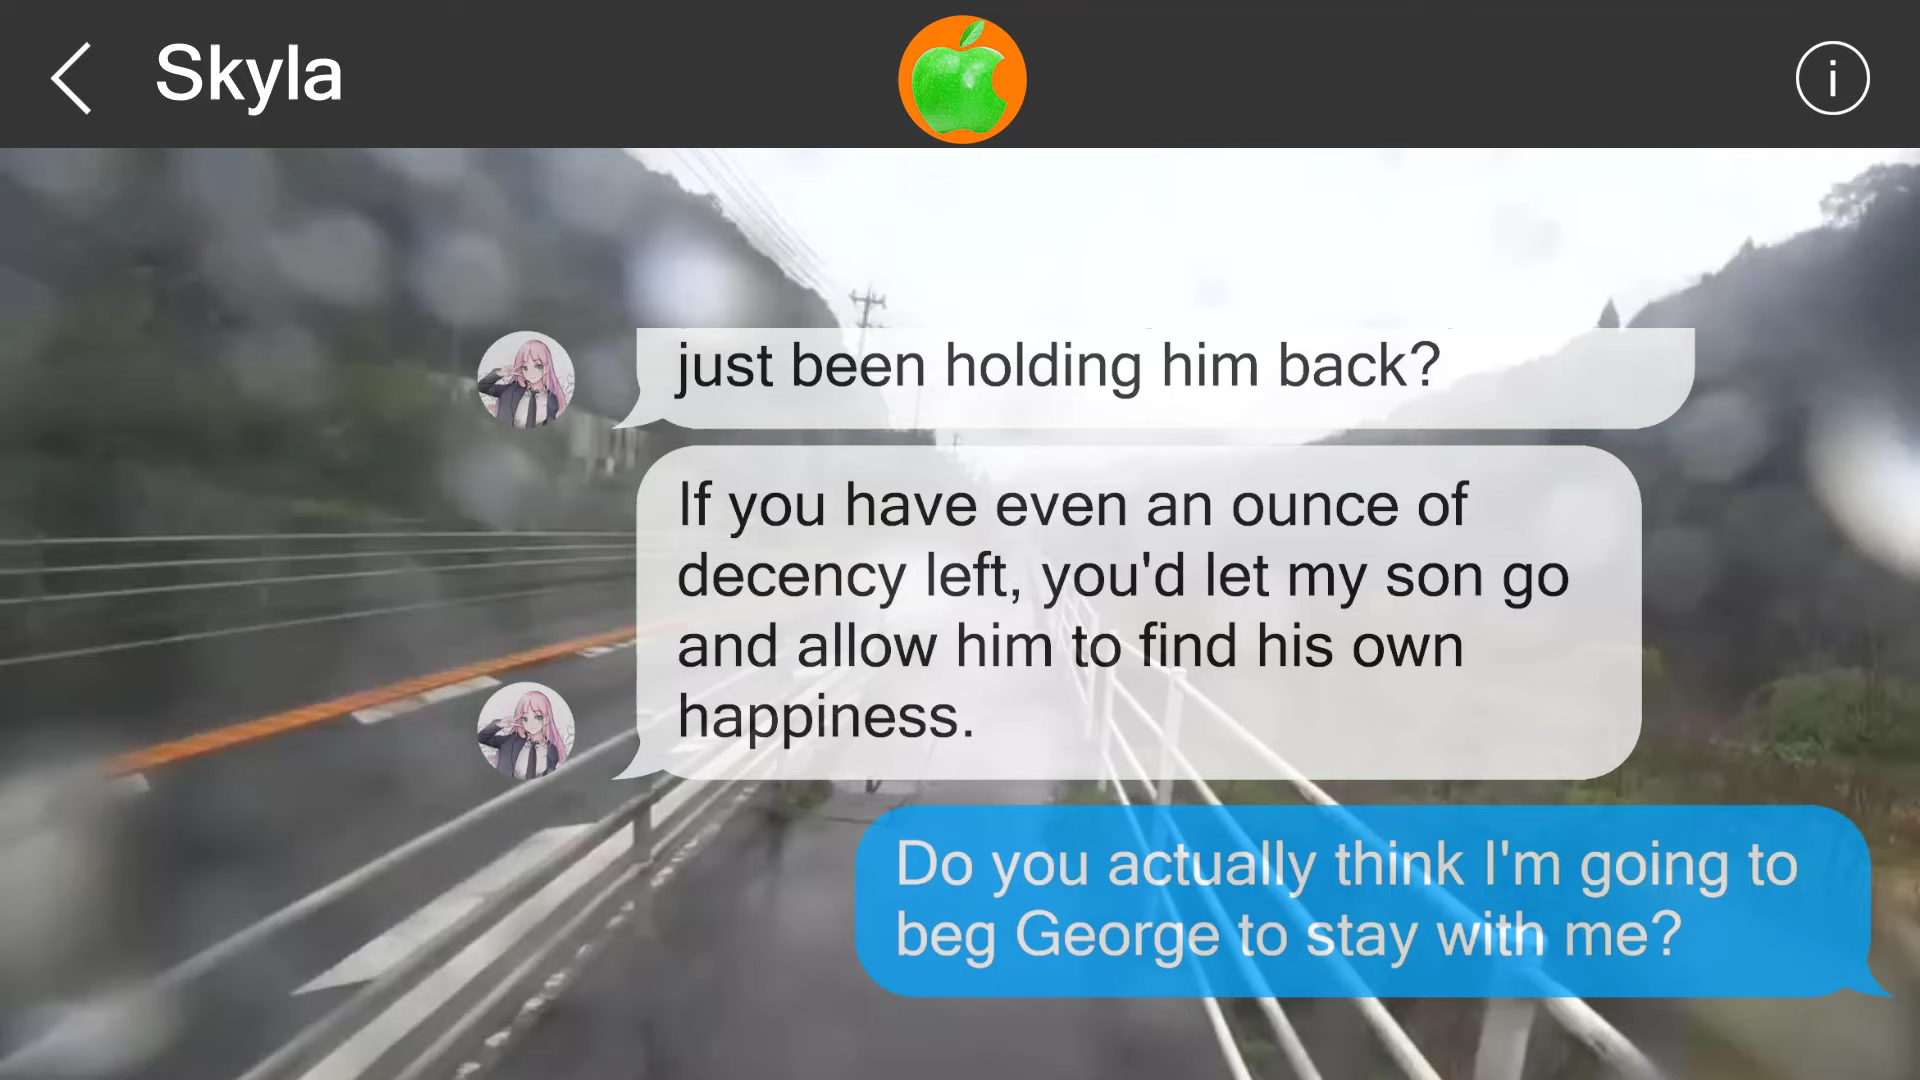 Skyla
just been holding him back?
If you have even an ounce of
decency left, you'd let my son go
and allow him to find his own
happiness.
Do you actually think I'm going to
beg George to stay with me?